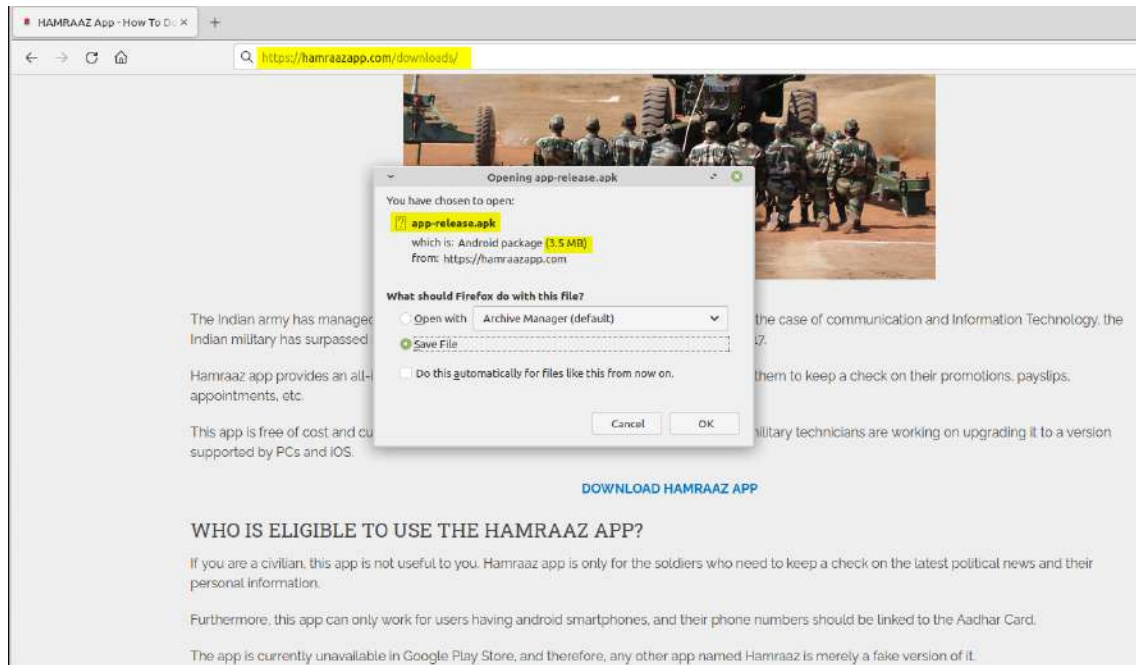 HAMRAAZ App - How To Do
https://hamraazapp.com/downloads/
Opening app-release.apk
You have chosen to open:
app-release.apk
which is: Android package (3.5 MB)
from: https://hamraazapp.com
What should Firefox do with this file?
Open with Archive Manager (default)
Save File
Do this automatically for files like this from now on.
Cancel OK
The Indian army has managed the case of communication and Information Technology, the
Indian military has surpassed 17.
Hamraaz app provides an all-i them to keep a check on their promotions, payslips,
appointments, etc.
This app is free of cost and cu military technicians are working on upgrading it to a version
supported by PCs and iOS.
DOWNLOAD HAMRAAZ APP
WHO IS ELIGIBLE TO USE THE HAMRAAZ APP?
If you are a civilian, this app is not useful to you. Hamraaz app is only for the soldiers who need to keep a check on the latest political news and their
personal information.
Furthermore, this app can only work for users having android smartphones, and their phone numbers should be linked to the Aadhar Card.
The app is currently unavailable in Google Play Store, and therefore, any other app named Hamraaz is merely a fake version of it.